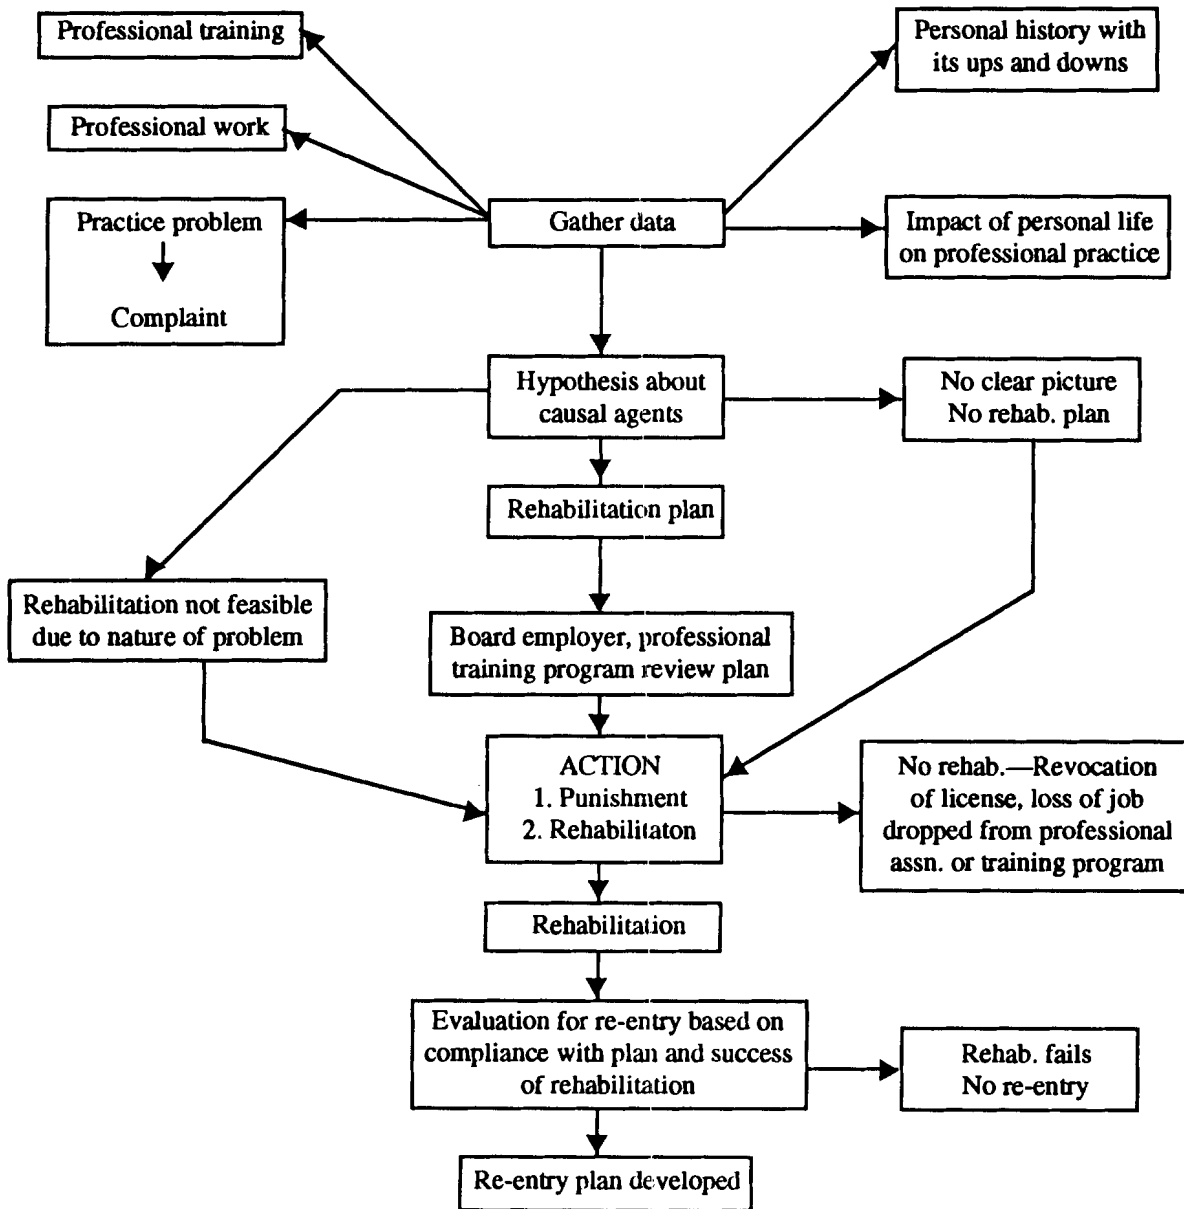 Professional training
Personal history with
its ups and downs
Professional work
Practice problem
Complaint
Gather data
Impact of personal life
on professional practice
Hypothesis about
causal agents
No clear picture
No rehab. plan
Rehabilitation plan
Rehabilitation not feasible
due to nature of problem
Board employer, professional
training program review plan
ACTION
1. Punishment
2. Rehabilitaton
No rehab.—Revocation
of license, loss of job
dropped from professional
assn. or training program
Rehabilitation
Evaluation for re-entry based on
compliance with plan and success
of rehabilitation
Rehab. fails
No re-entry
Re-entry plan developed